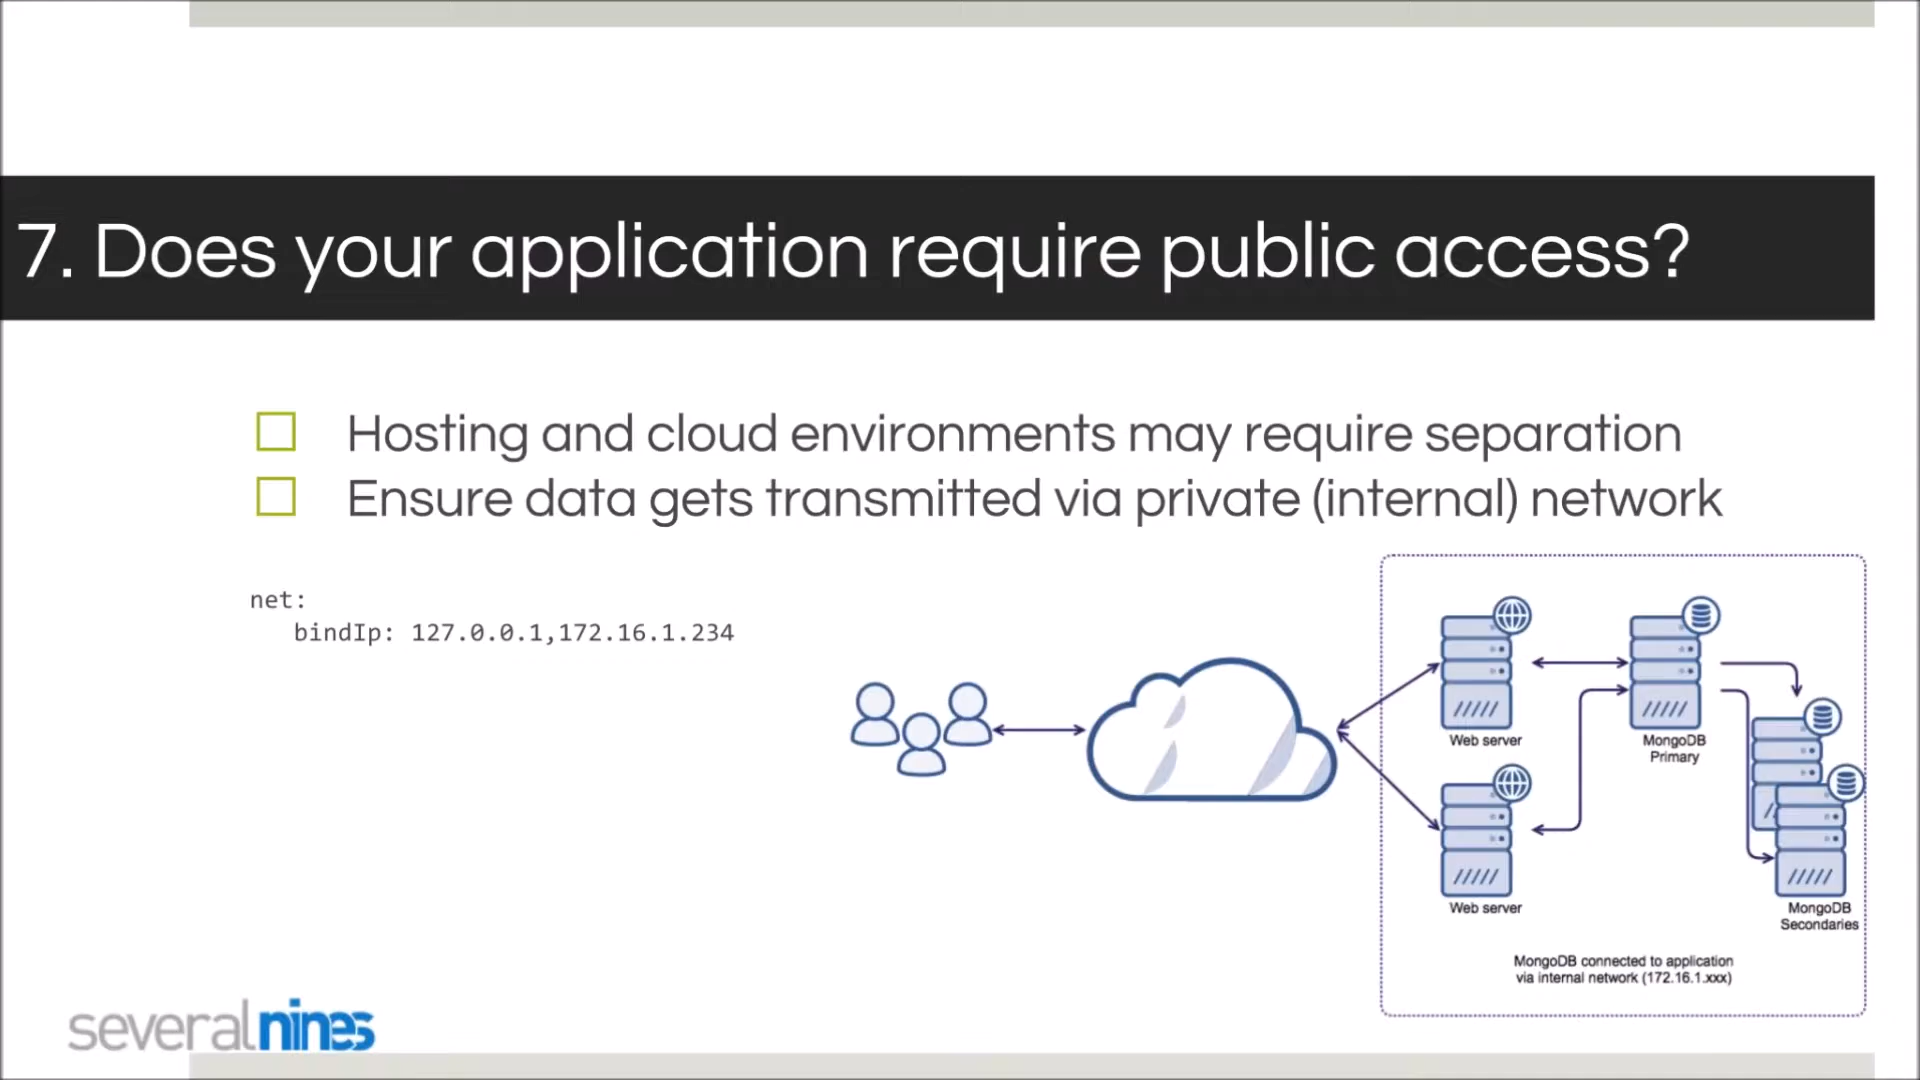 7. Does your application require public access?
Hosting and cloud environments may require separation
Ensure data gets transmitted via private (internal) network
net:
bindIp: 127.0.0.1,172.16.1.234
Web server
MongoDB
Primary
Web server
MongoDB
Secondaries
MongoDB connected to application
via internal network (172.16.1.xxx)
severalnines